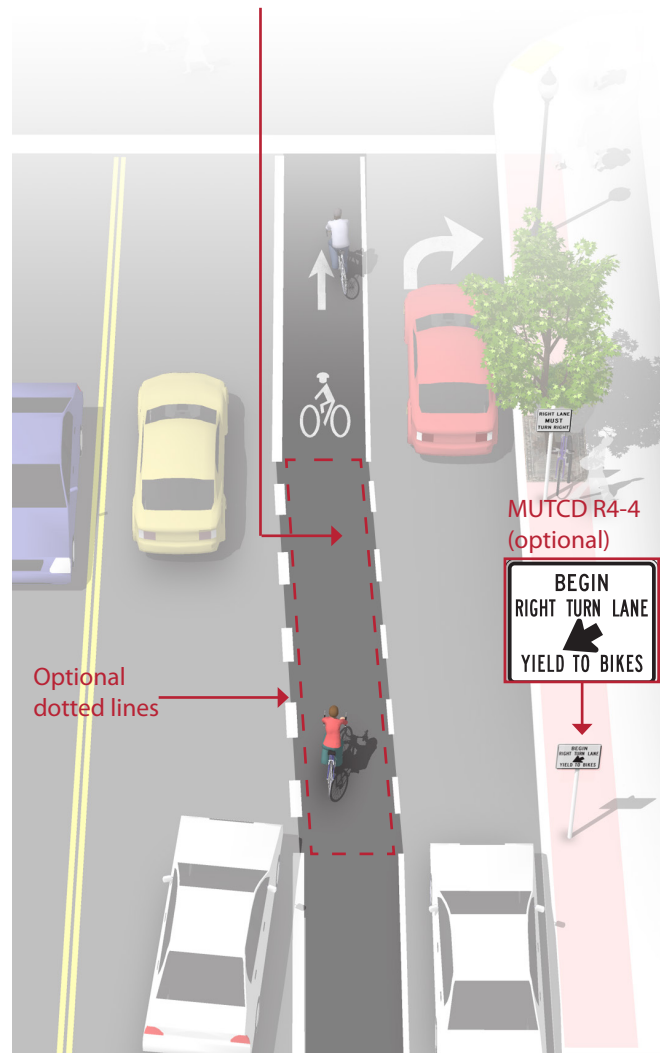 RIGHT LANE
MUST
TURN RIGHT
MUTCD R4-4
(optional)
BEGIN
RIGHT TURN LANE
YIELD TO BIKES
Optional
dotted lines
BEGIN
RIGHT TURN LANE
YIELD TO BIKES